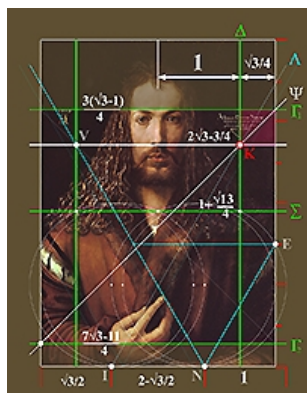 Δ
1 √3/4
Λ
3(√3-1)/4
Γ
Ψ
V 2√3-3/4
K
1+√13/4
Σ
E
7√3-11/4
Γ
I N
√3/2 2-√3/2 1